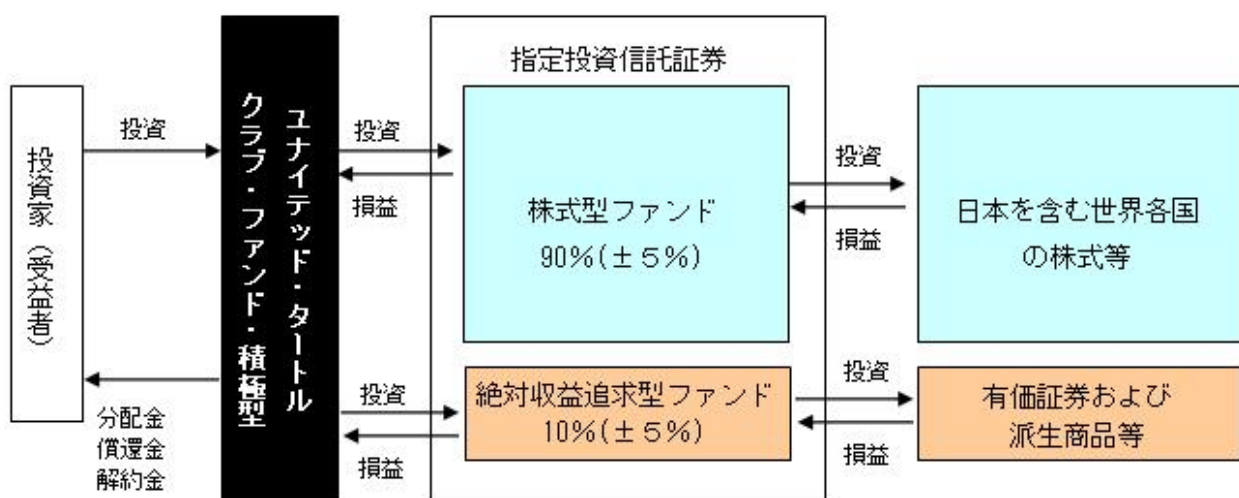 投資家（受益者）
投資
分配金
償還金
解約金
ユナイテッド・タートル
クラブ・ファンド・積極型
投資
損益
投資
損益
指定投資信託証券
株式型ファンド
90%(±５%)
絶対収益追求型ファンド
10%(±５%)
投資
損益
投資
損益
日本を含む世界各国
の株式等
有価証券および
派生商品等